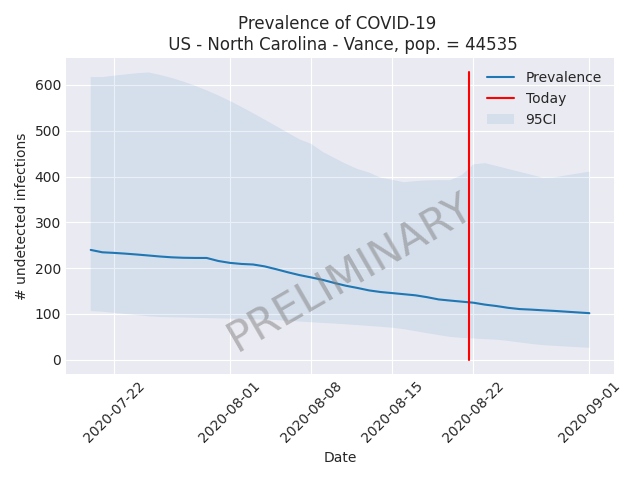 Prevalence of COVID-19
US - North Carolina - Vance, pop. = 44535
# undetected infections
600
500
400
300
200
100
0
Prevalence
Today
95CI
PRELIMINARY
2020-07-22
2020-08-01
2020-08-08
2020-08-15
2020-08-22
2020-09-01
Date